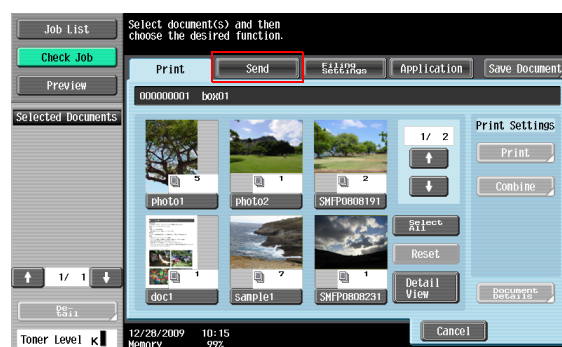 Job List
Check Job
Preview
Selected Documents
1/ 1
De-
tail
Toner Level K
Select document(s) and then
choose the desired function.
Print
Send
Filing
Settings
Application
Save Document
000000001 box01
5
photo1
1
photo2
2
SMFP0808191
1
doc1
7
sample1
1
SMFP0808231
1/ 2
Select
All
Reset
Detail
View
Print Settings
Print
Combine
Document
Details
Cancel
12/28/2009 10:15
Memory 99%